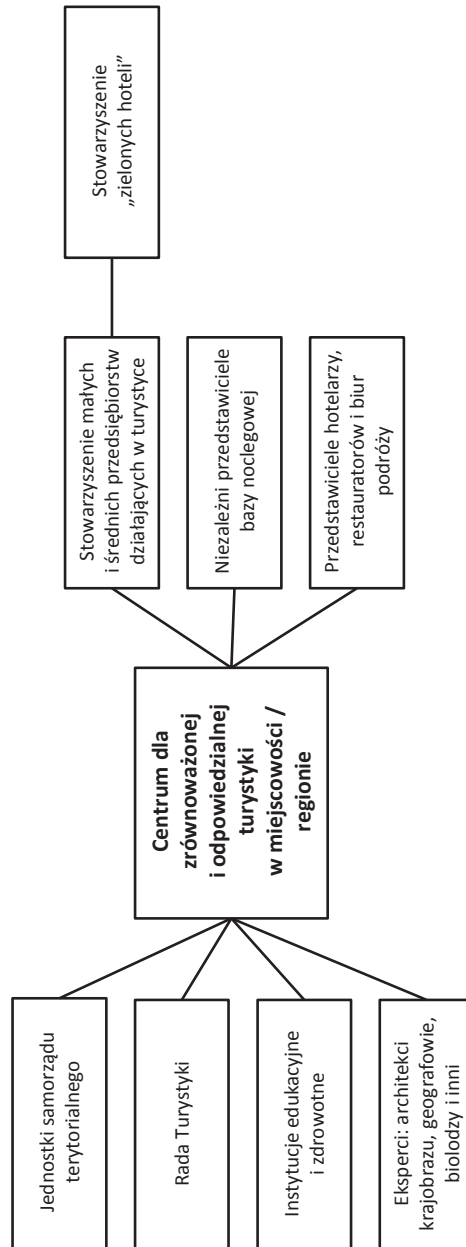 Jednostki samorządu
terytorialnego
Rada Turystyki
Instytucje edukacyjne
i zdrowotne
Eksperci: architekci
krajobrazu, geografowie,
biolodzy i inni
Centrum dla
zrównoważonej
i odpowiedzialnej
turystyki
w miejscowości /
regionie
Stowarzyszenie małych
i średnich przedsiębiorstw
działających w turystyce
Niezależni przedstawiciele
bazy noclegowej
Przedstawiciele hotelarzy,
restauratorów i biur
podróży
Stowarzyszenie
„zielonych hoteli”